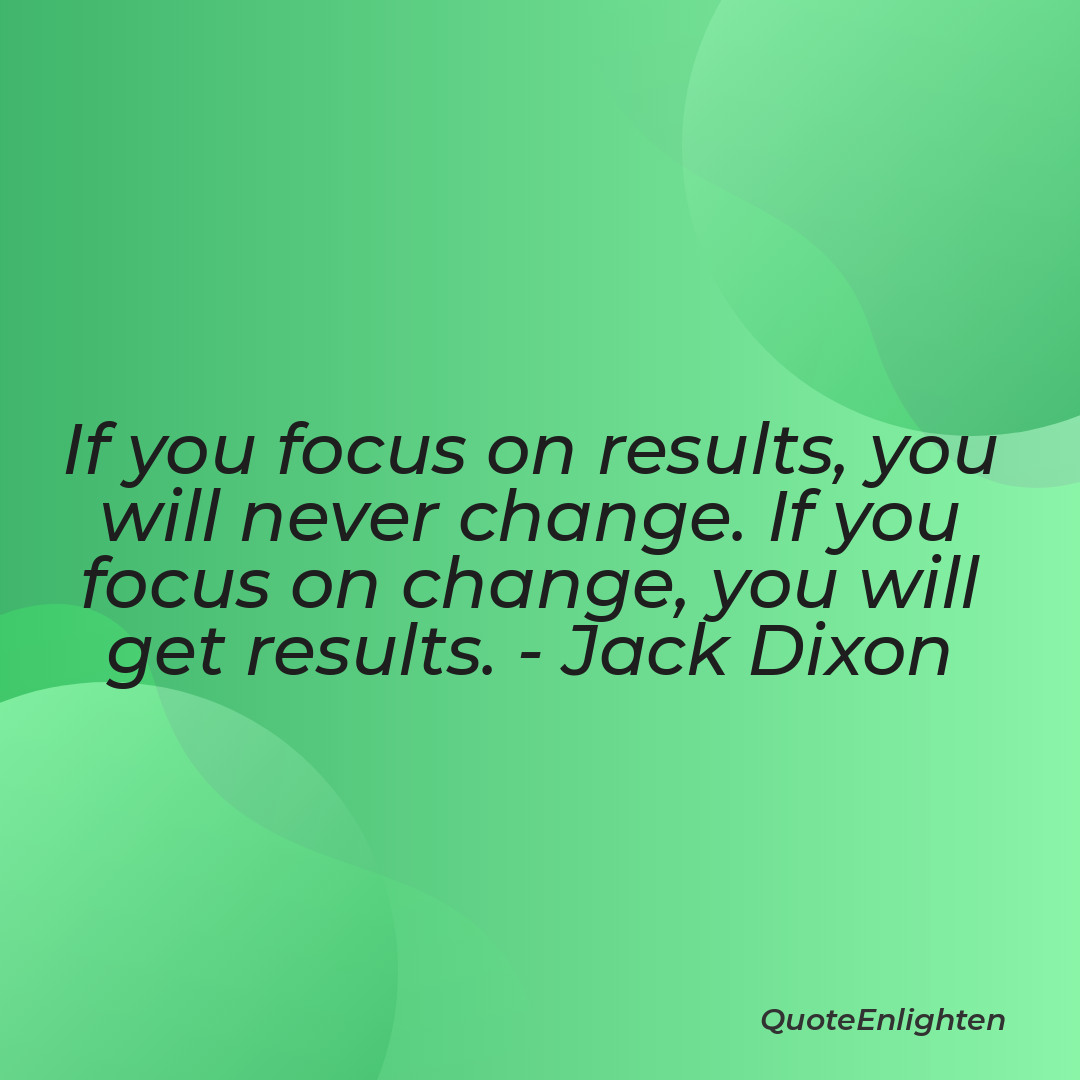 If you focus on results, you
will never change. If you
focus on change, you will
get results. - Jack Dixon
QuoteEnlighten